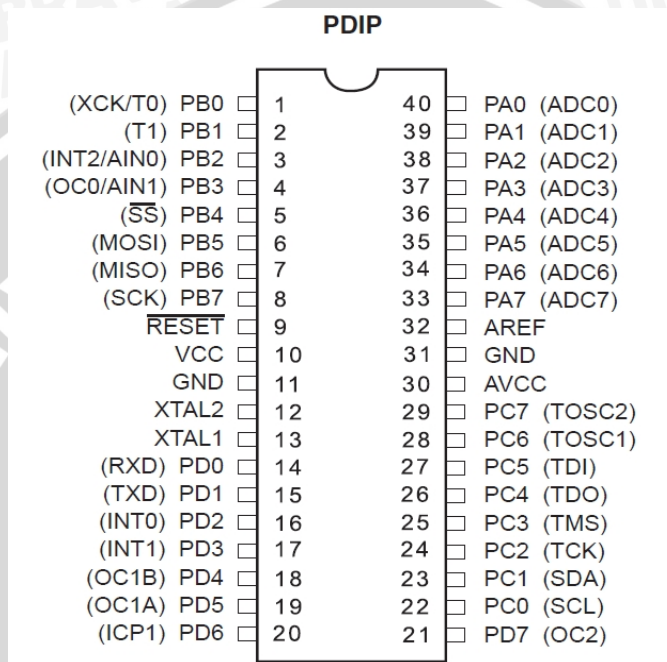 PDIP
(XCK/T0) PB0 1 40 PA0 (ADC0)
(T1) PB1 2 39 PA1 (ADC1)
(INT2/AIN0) PB2 3 38 PA2 (ADC2)
(OC0/AIN1) PB3 4 37 PA3 (ADC3)
(SS) PB4 5 36 PA4 (ADC4)
(MOSI) PB5 6 35 PA5 (ADC5)
(MISO) PB6 7 34 PA6 (ADC6)
(SCK) PB7 8 33 PA7 (ADC7)
RESET 9 32 AREF
VCC 10 31 GND
GND 11 30 AVCC
XTAL2 12 29 PC7 (TOSC2)
XTAL1 13 28 PC6 (TOSC1)
(RXD) PD0 14 27 PC5 (TDI)
(TXD) PD1 15 26 PC4 (TDO)
(INT0) PD2 16 25 PC3 (TMS)
(INT1) PD3 17 24 PC2 (TCK)
(OC1B) PD4 18 23 PC1 (SDA)
(OC1A) PD5 19 22 PC0 (SCL)
(ICP1) PD6 20 21 PD7 (OC2)